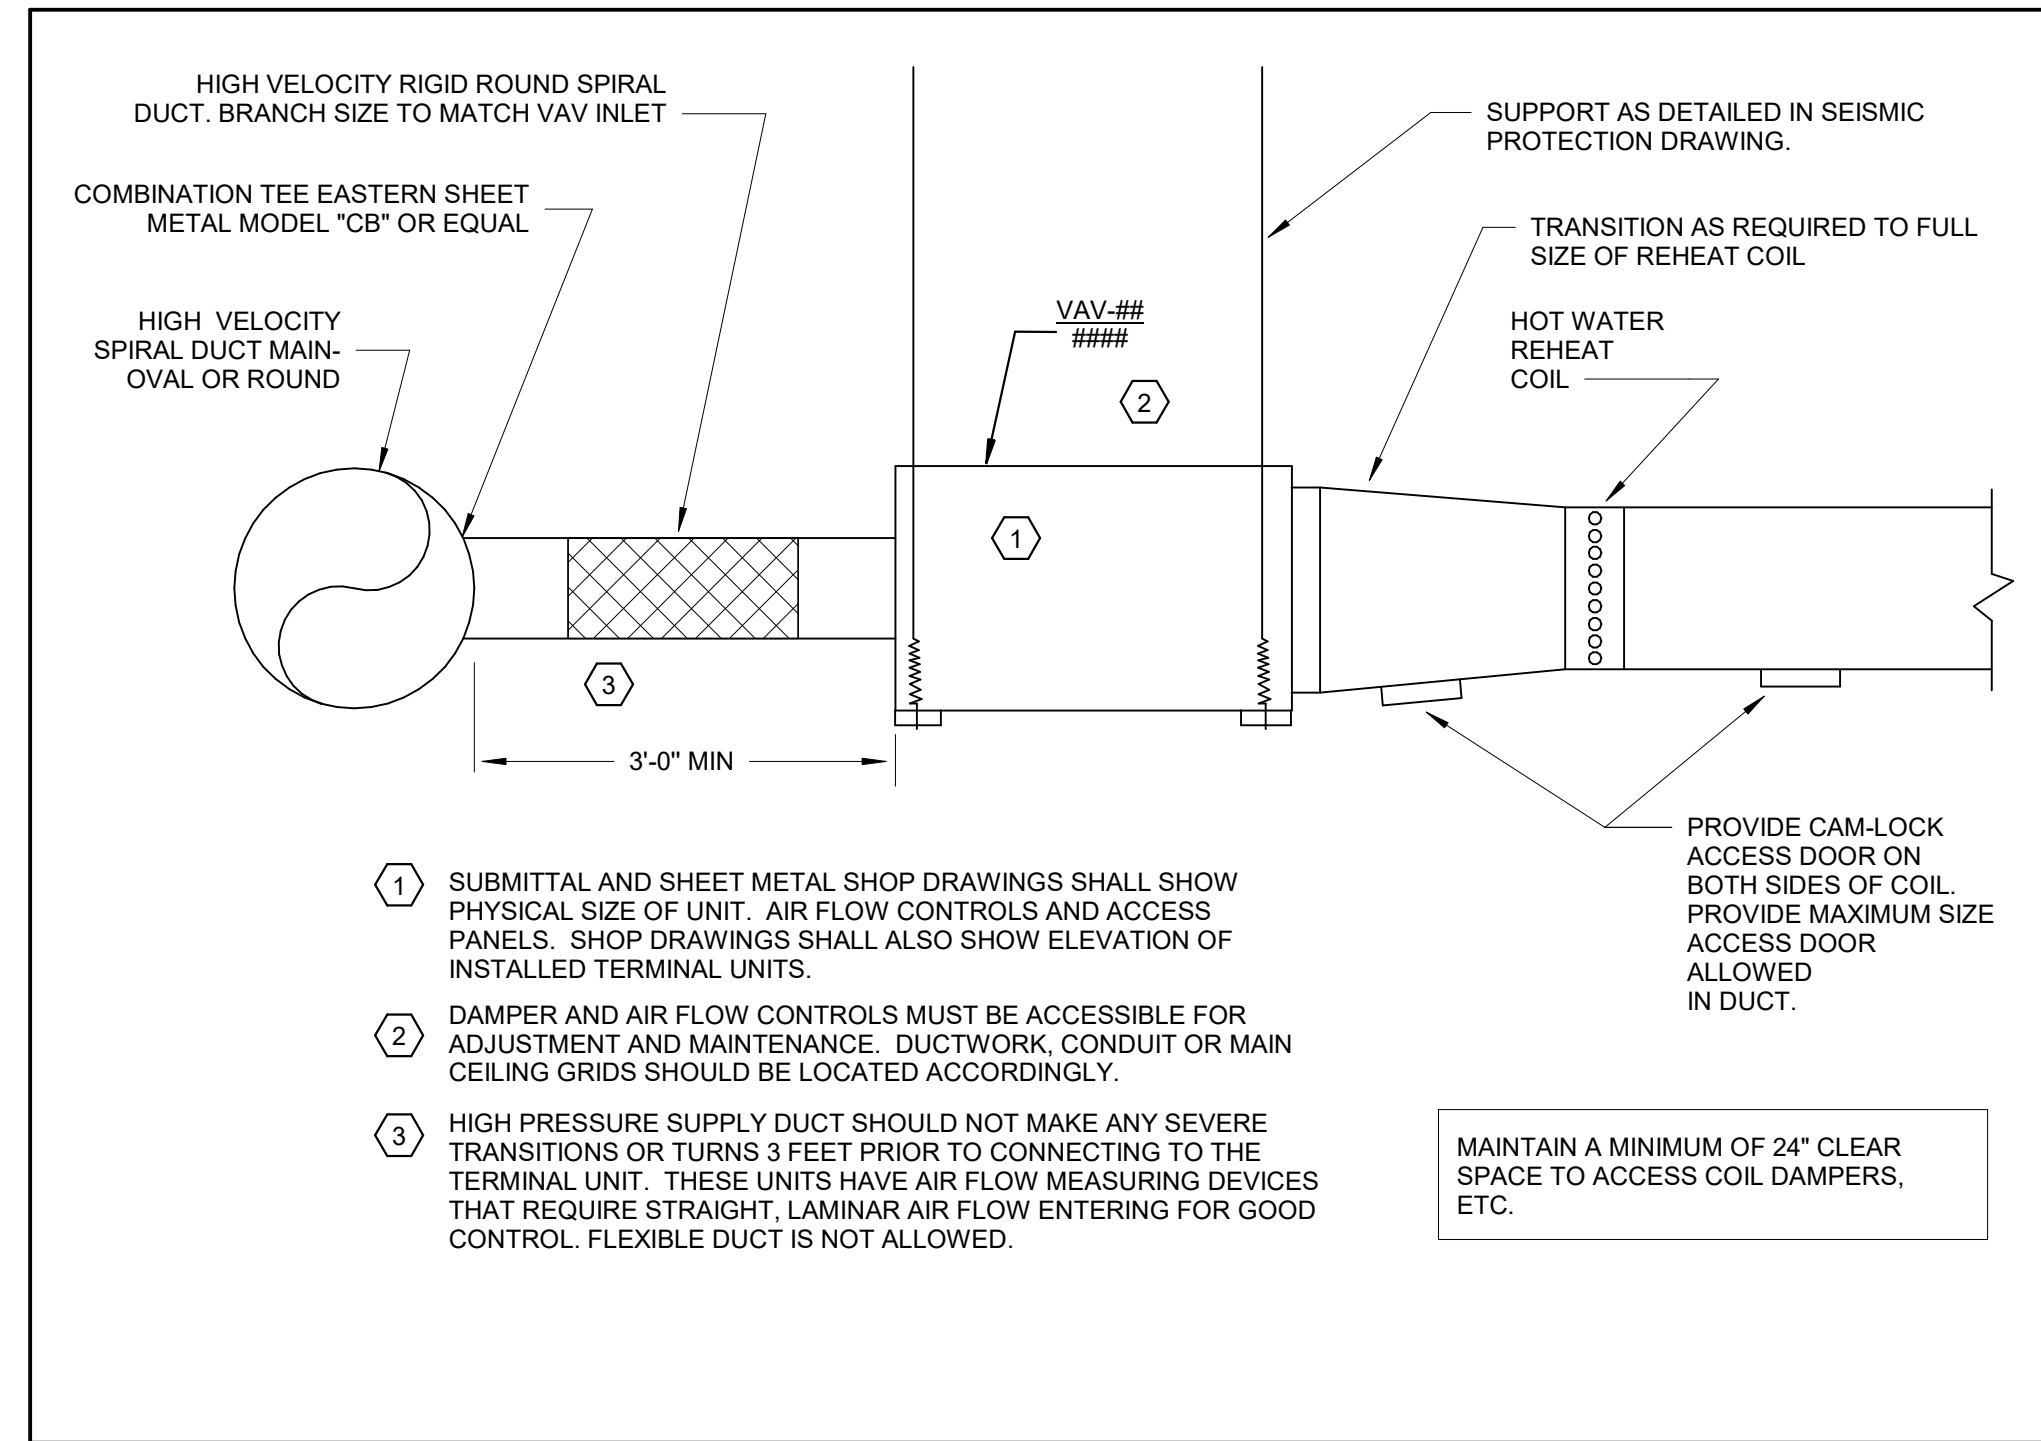 HIGH VELOCITY RIGID ROUND SPIRAL
DUCT. BRANCH SIZE TO MATCH VAV INLET
COMBINATION TEE EASTERN SHEET
METAL MODEL "CB" OR EQUAL
HIGH VELOCITY
SPIRAL DUCT MAIN-
OVAL OR ROUND
VAV-##
####
SUPPORT AS DETAILED IN SEISMIC
PROTECTION DRAWING.
TRANSITION AS REQUIRED TO FULL
SIZE OF REHEAT COIL
HOT WATER
REHEAT
COIL
2
1
3
3'-0" MIN
PROVIDE CAM-LOCK
ACCESS DOOR ON
BOTH SIDES OF COIL.
PROVIDE MAXIMUM SIZE
ACCESS DOOR
ALLOWED
IN DUCT.
1 SUBMITTAL AND SHEET METAL SHOP DRAWINGS SHALL SHOW
PHYSICAL SIZE OF UNIT. AIR FLOW CONTROLS AND ACCESS
PANELS. SHOP DRAWINGS SHALL ALSO SHOW ELEVATION OF
INSTALLED TERMINAL UNITS.
2 DAMPER AND AIR FLOW CONTROLS MUST BE ACCESSIBLE FOR
ADJUSTMENT AND MAINTENANCE. DUCTWORK, CONDUIT OR MAIN
CEILING GRIDS SHOULD BE LOCATED ACCORDINGLY.
3 HIGH PRESSURE SUPPLY DUCT SHOULD NOT MAKE ANY SEVERE
TRANSITIONS OR TURNS 3 FEET PRIOR TO CONNECTING TO THE
TERMINAL UNIT. THESE UNITS HAVE AIR FLOW MEASURING DEVICES
THAT REQUIRE STRAIGHT, LAMINAR AIR FLOW ENTERING FOR GOOD
CONTROL. FLEXIBLE DUCT IS NOT ALLOWED.
MAINTAIN A MINIMUM OF 24" CLEAR
SPACE TO ACCESS COIL DAMPERS,
ETC.